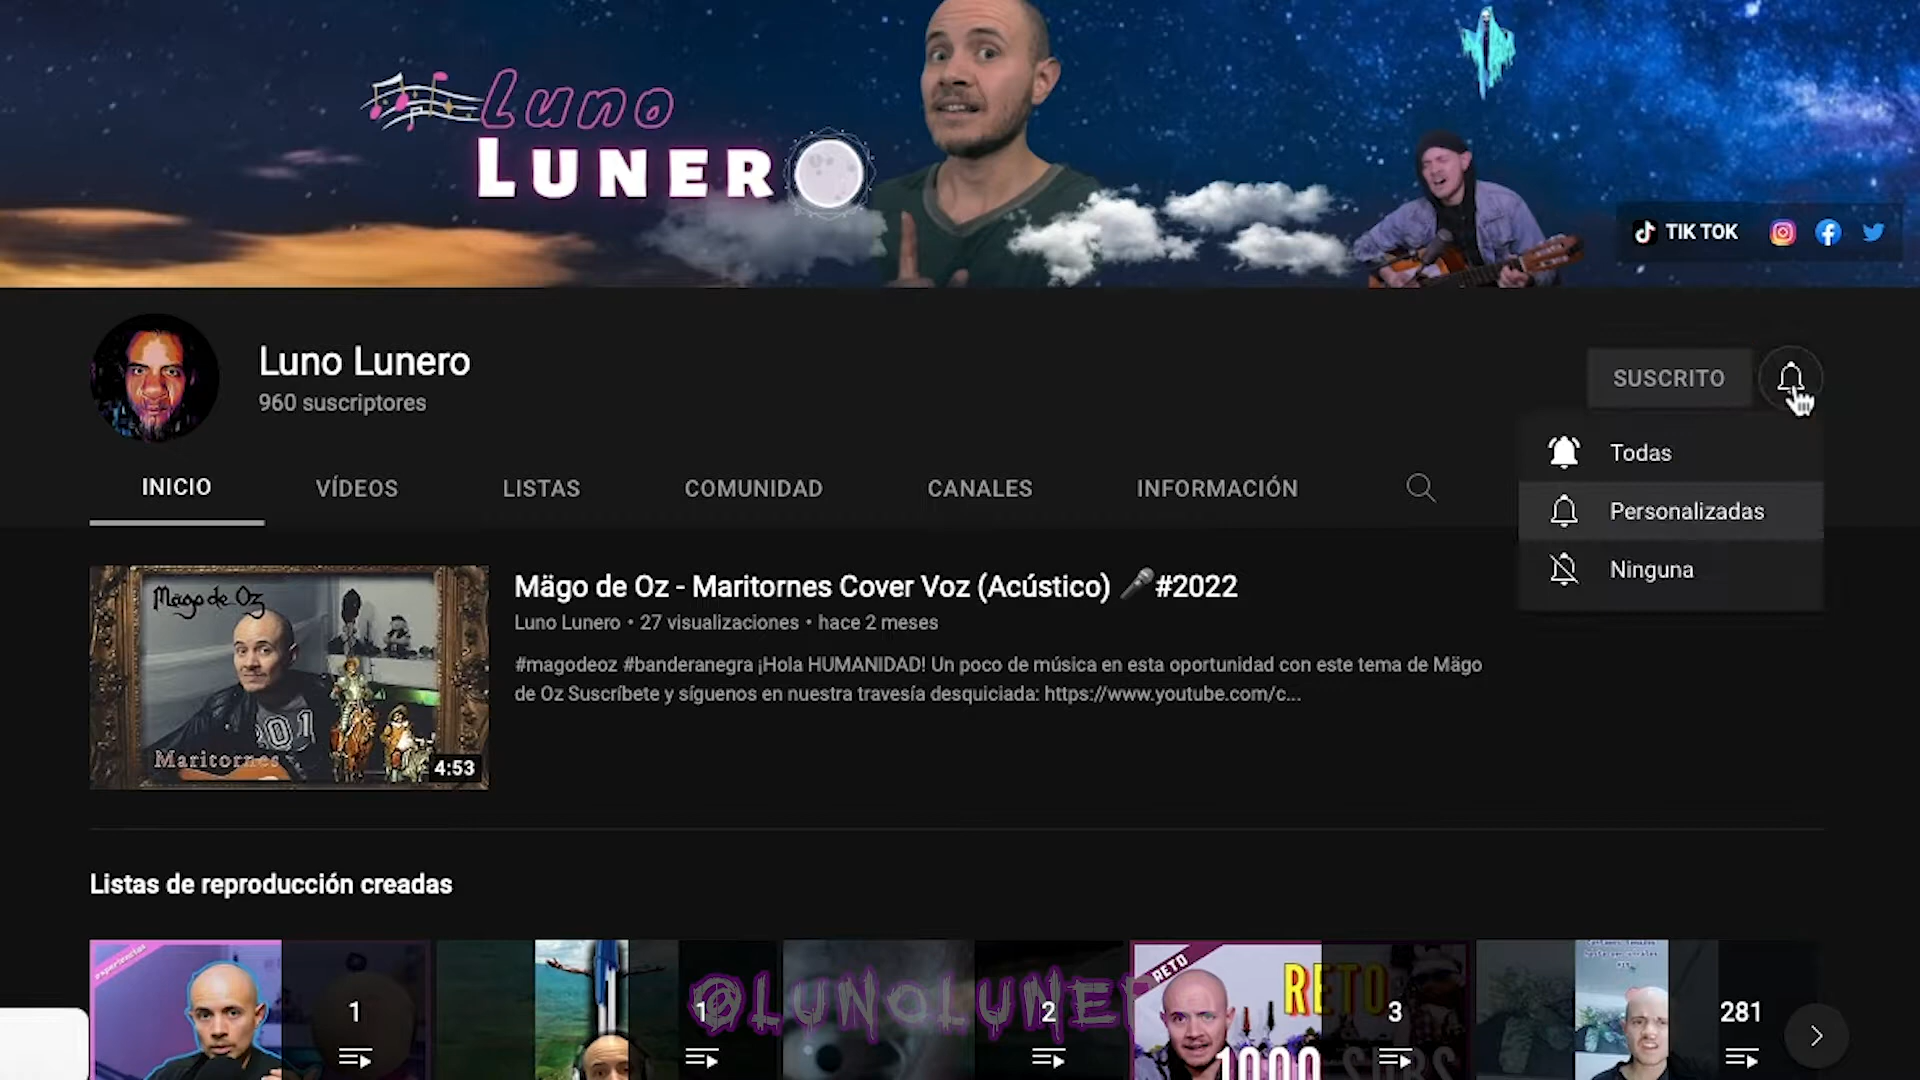 Luno
LUNERO
TIK TOK
Luno Lunero
960 suscriptores
SUSCRITO
Todas
Personalizadas
Ninguna
INICIO
VÍDEOS
LISTAS
COMUNIDAD
CANALES
INFORMACIÓN
Mägo de Oz
Maritornes
4:53
Mägo de Oz - Maritornes Cover Voz (Acústico) 🎤#2022
Luno Lunero • 27 visualizaciones • hace 2 meses
#magodeoz #banderanegra ¡Hola HUMANIDAD! Un poco de música en esta oportunidad con este tema de Mägo
de Oz Suscríbete y síguenos en nuestra travesía desquiciada: https://www.youtube.com/c...
Listas de reproducción creadas
1
1
2
RETO
RETO
3
1000 SUBS
281
@LUNOLUNER